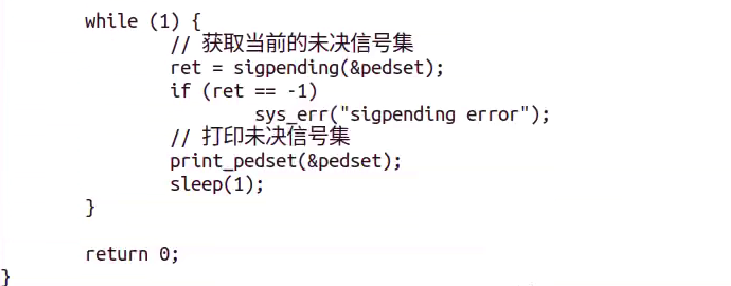 while (1) {
// 获取当前的未决信号集
ret = sigpending(&pedset);
if (ret == -1)
sys_err("sigpending error");
// 打印未决信号集
print_pedset(&pedset);
sleep(1);
}
return 0;
}